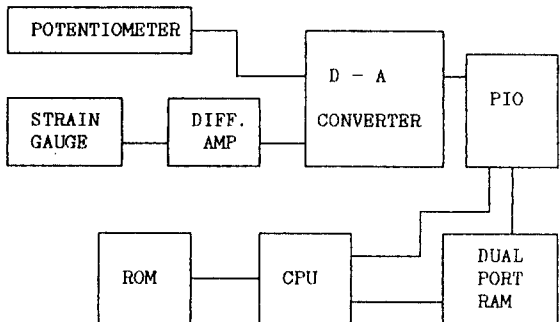 POTENTIOMETER
D – A
CONVERTER
PIO
STRAIN
GAUGE
DIFF.
AMP
ROM
CPU
DUAL
PORT
RAM